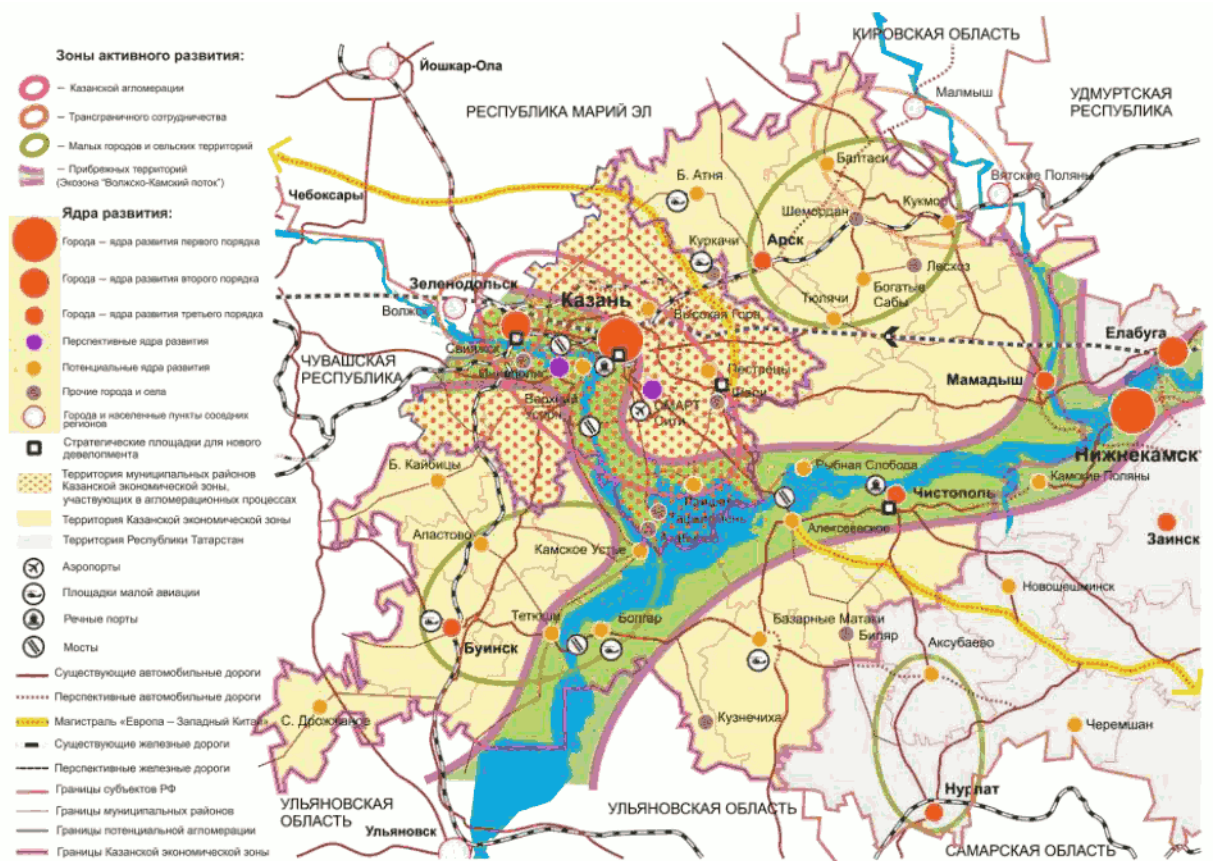 Зоны активного развития:
— Казанской агломерации
— Трансграничного сотрудничества
— Малых городов и сельских территорий
— Прибрежных территорий
(Экозона "Волжско-Камский поток")
Ядра развития:
Города — ядра развития первого порядка
Города — ядра развития второго порядка
Города — ядра развития третьего порядка
Перспективные ядра развития
Потенциальные ядра развития
Прочие города и села
Города и населенные пункты соседних
регионов
Стратегические площадки для нового
девелопмента
Территория муниципальных районов
Казанской экономической зоны,
участвующих в агломерационных процессах
Территория Казанской экономической зоны
Территория Республики Татарстан
Аэропорты
Площадки малой авиации
Речные порты
Мосты
Существующие автомобильные дороги
Перспективные автомобильные дороги
Магистраль «Европа – Западный Китай»
Существующие железные дороги
Перспективные железные дороги
Границы субъектов РФ
Границы муниципальных районов
Границы потенциальной агломерации
Границы Казанской экономической зоны
КИРОВСКАЯ ОБЛАСТЬ
Йошкар-Ола
Малмыш
УДМУРТСКАЯ
РЕСПУБЛИКА
РЕСПУБЛИКА МАРИЙ ЭЛ
Балтаси
Б. Атня
Вятские Поляны
Чебоксары
Кукмор
Шемордан
Куркачи
Арск
Лесхоз
Богатые
Сабы
Зеленодольск
Казань
Тюлячи
Волжск
Высокая Гора
Елабуга
Свияжск
ЧУВАШСКАЯ
РЕСПУБЛИКА
Иннополис
Пестрецы
Мамадыш
Верхний
Услон
СМАРТ
Сити
Шали
Нижнекамск
Б. Кайбицы
Рыбная Слобода
Камские Поляны
Чистополь
Апастово
Алексеевское
Камское Устье
Заинск
Новошешминск
Тетюши
Болгар
Базарные Матаки
Биляр
Аксубаево
Буинск
С. Дрожжаное
Кузнечиха
Черемшан
Нурлат
УЛЬЯНОВСКАЯ
ОБЛАСТЬ
УЛЬЯНОВСКАЯ ОБЛАСТЬ
Ульяновск
САМАРСКАЯ ОБЛАСТЬ